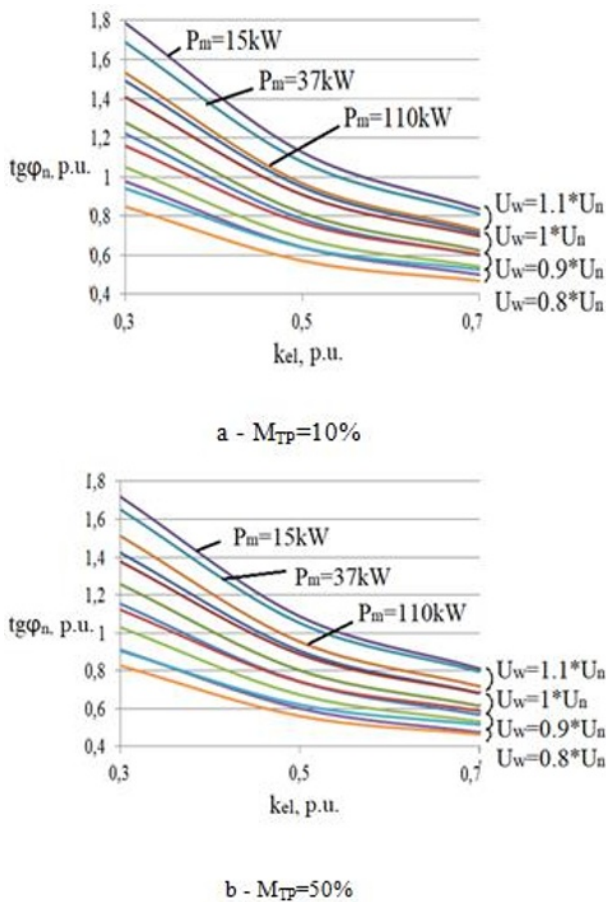 1,8
1,6
1,4
1,2
1
0,8
0,6
0,4
tgφn, p.u.
Pm=15kW
Pm=37kW
Pm=110kW
Uw=1.1*Un
Uw=1*Un
Uw=0.9*Un
Uw=0.8*Un
0,3 0,5 0,7
kel, p.u.
a - MTP=10%
1,8
1,6
1,4
1,2
1
0,8
0,6
0,4
tgφn, p.u.
Pm=15kW
Pm=37kW
Pm=110kW
Uw=1.1*Un
Uw=1*Un
Uw=0.9*Un
Uw=0.8*Un
0,3 0,5 0,7
kel, p.u.
b - MTP=50%